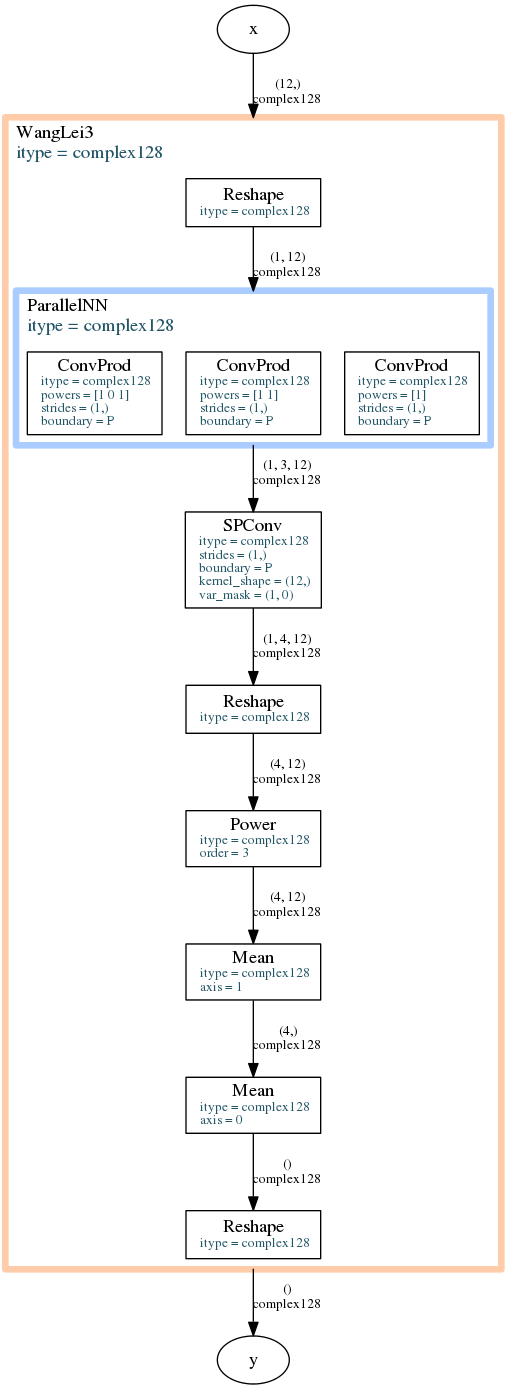 x
(12,)
complex128
WangLei3
itype = complex128
Reshape
itype = complex128
(1, 12)
complex128
ParallelNN
itype = complex128
ConvProd
itype = complex128
powers = [1 0 1]
strides = (1,)
boundary = P
ConvProd
itype = complex128
powers = [1 1]
strides = (1,)
boundary = P
ConvProd
itype = complex128
powers = [1]
strides = (1,)
boundary = P
(1, 3, 12)
complex128
SPConv
itype = complex128
strides = (1,)
boundary = P
kernel_shape = (12,)
var_mask = (1, 0)
(1, 4, 12)
complex128
Reshape
itype = complex128
(4, 12)
complex128
Power
itype = complex128
order = 3
(4, 12)
complex128
Mean
itype = complex128
axis = 1
(4,)
complex128
Mean
itype = complex128
axis = 0
()
complex128
Reshape
itype = complex128
()
complex128
y